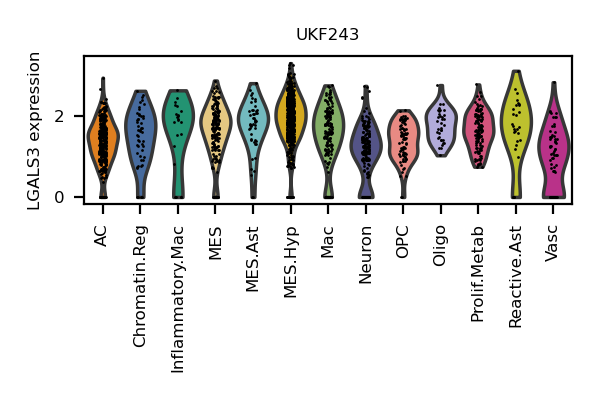 UKF243
LGALS3 expression
2
0
AC
Chromatin.Reg
Inflammatory.Mac
MES
MES.Ast
MES.Hyp
Mac
Neuron
OPC
Oligo
Prolif.Metab
Reactive.Ast
Vasc